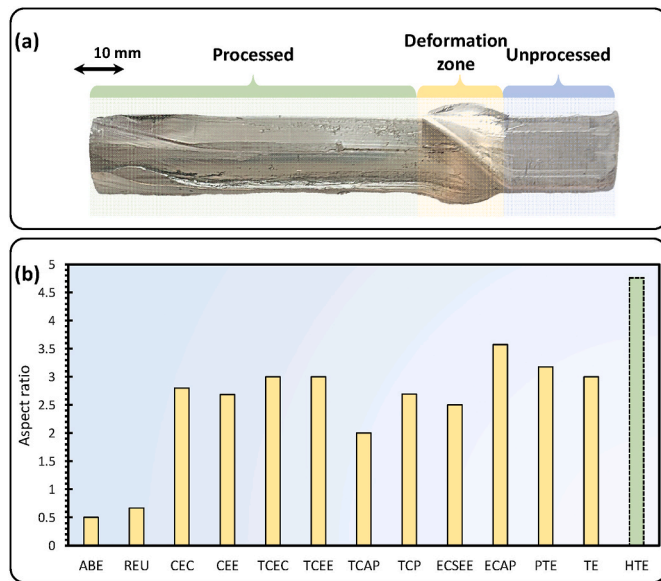 (a)
10 mm
Processed
Deformation
zone
Unprocessed
(b)
Aspect ratio
5
4.5
4
3.5
3
2.5
2
1.5
1
0.5
0
ABE REU CEC CEE TCEC TCEE TCAP TCP ECSEE ECAP PTE TE HTE